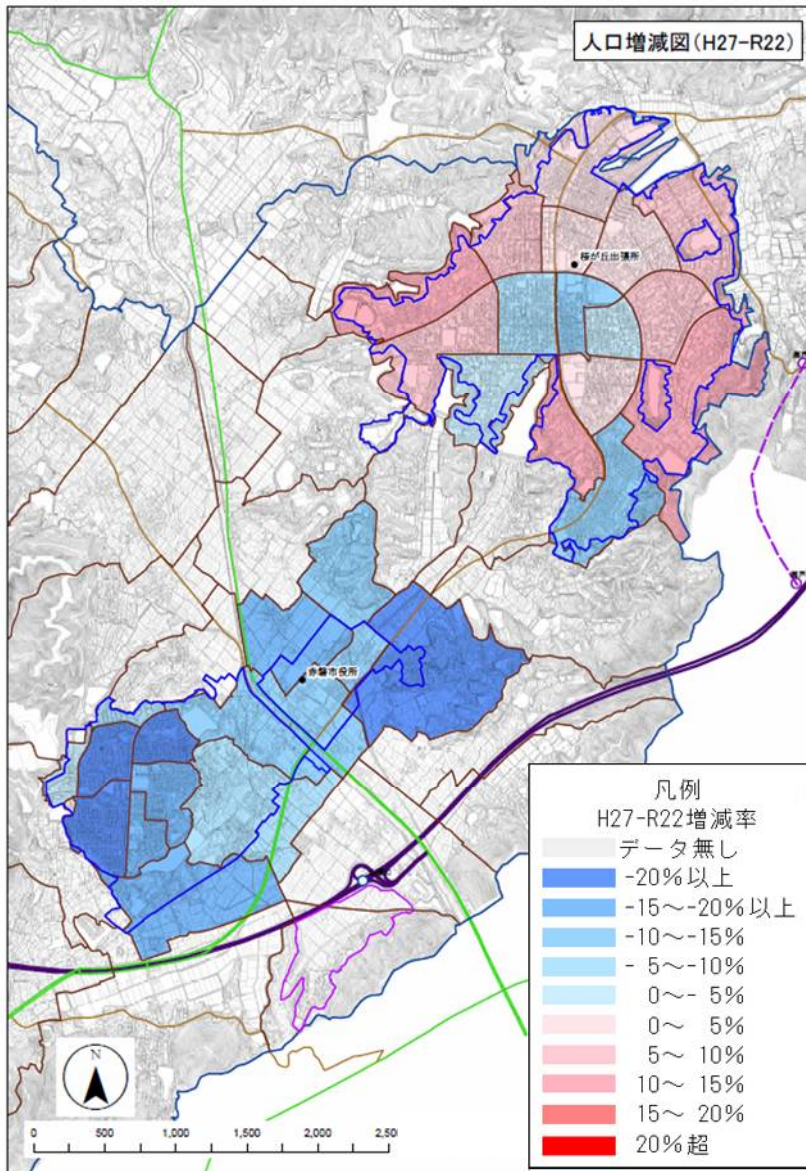 人口増減図(H27-R22)
桜が丘出張所
赤磐市役所
凡例
H27-R22増減率
データ無し
-20%以上
-15～-20%以上
-10～-15%
- 5～-10%
0～- 5%
0～ 5%
5～ 10%
10～ 15%
15～ 20%
20%超
N
0 500 1,000 1,500 2,000 2,50